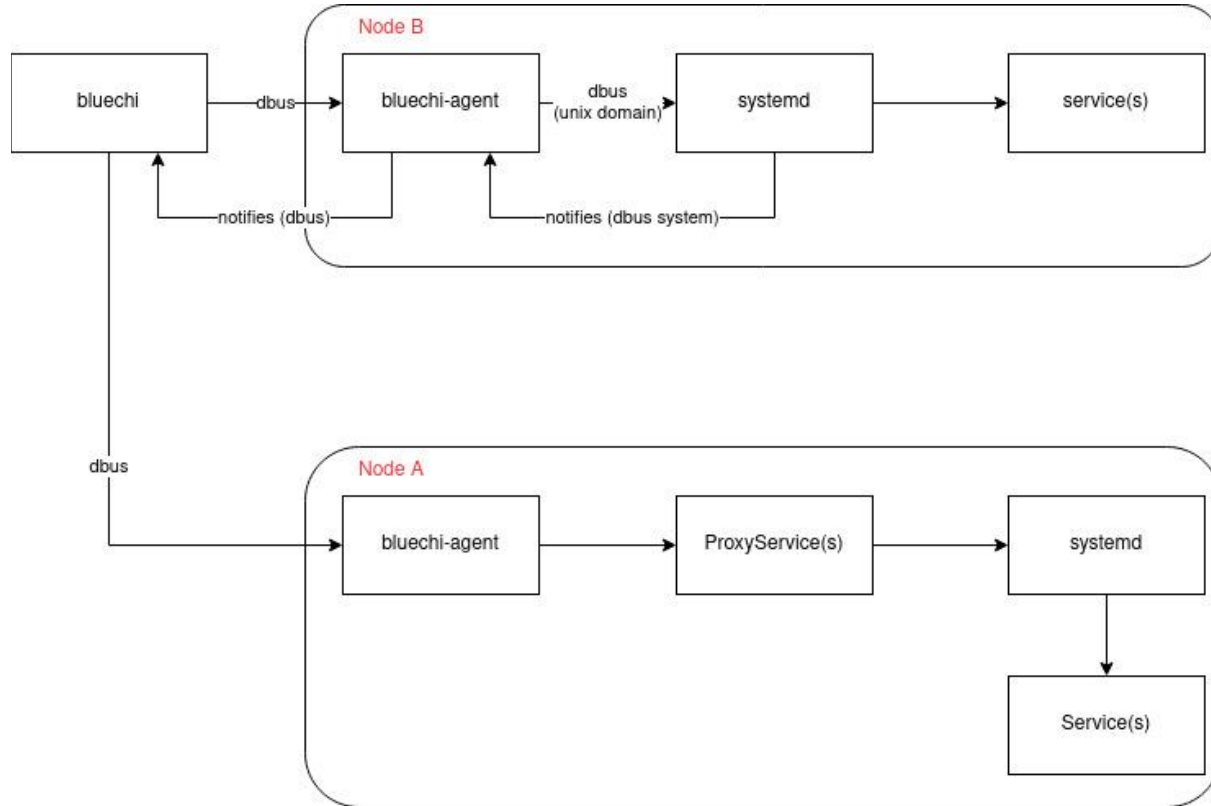 Node B
bluechi
dbus
bluechi-agent
dbus
(unix domain)
systemd
service(s)
notifies (dbus)
notifies (dbus system)
dbus
Node A
bluechi-agent
ProxyService(s)
systemd
Service(s)